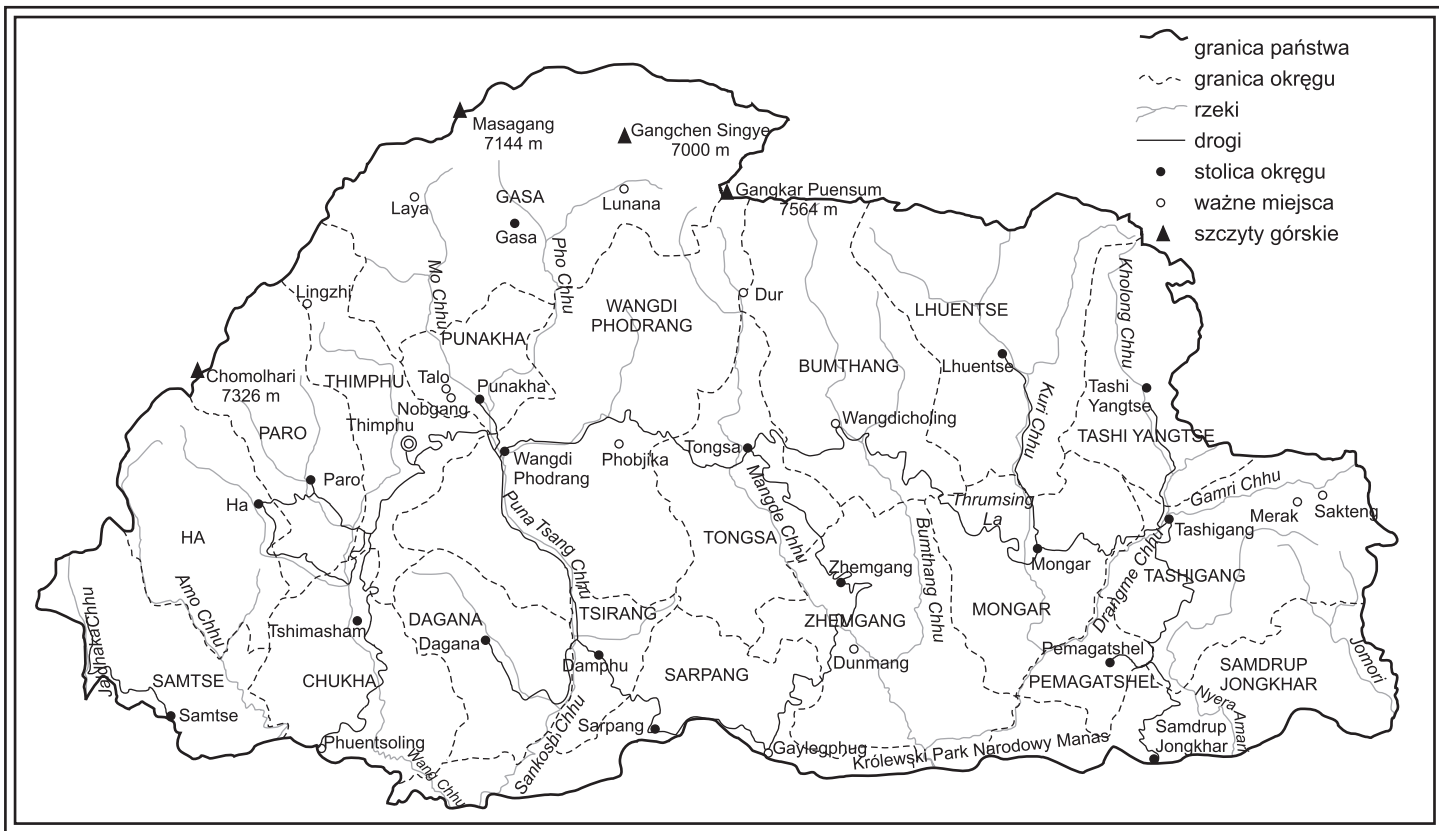 granica państwa
granica okręgu
rzeki
drogi
stolica okręgu
ważne miejsca
szczyty górskie
Masagang
7144 m
Gangchen Singye
7000 m
Gangkar Puensum
7564 m
Laya
GASA
Gasa
Lunana
Mo Chhu
Pho Chhu
Lingzhi
WANGDI
PHODRANG
Dur
LHUENTSE
Kholong Chhu
PUNAKHA
Chomolhari
7326 m
THIMPHU
Talo
Punakha
Nobgang
BUMTHANG
Lhuentse
Tashi
Yangtse
Kuri Chhu
PARO
Thimphu
Wangdicholing
TASHI YANGTSE
Paro
Wangdi
Phodrang
Phobjika
Tongsa
Mangde Chhu
Thrumsing
La
Gamri Chhu
Merak
Sakteng
Ha
HA
Puna Tsang Chhu
TONGSA
Bumthang Chhu
Tashigang
Mongar
Zhemgang
Drangme Chhu
TASHIGANG
Amo Chhu
Jaldhaka Chhu
Tshimasham
DAGANA
Dagana
TSIRANG
ZHEMGANG
MONGAR
Damphu
Dunmang
Pemagatshel
Jomori
SAMTSE
CHUKHA
SARPANG
PEMAGATSHEL
SAMDRUP
JONGKHAR
Samtse
Sankosh Chhu
Sarpang
Nyera Amari
Phuentsoling
Wang Chhu
Gaylegphug
Królewski Park Narodowy Manas
Samdrup
Jongkhar